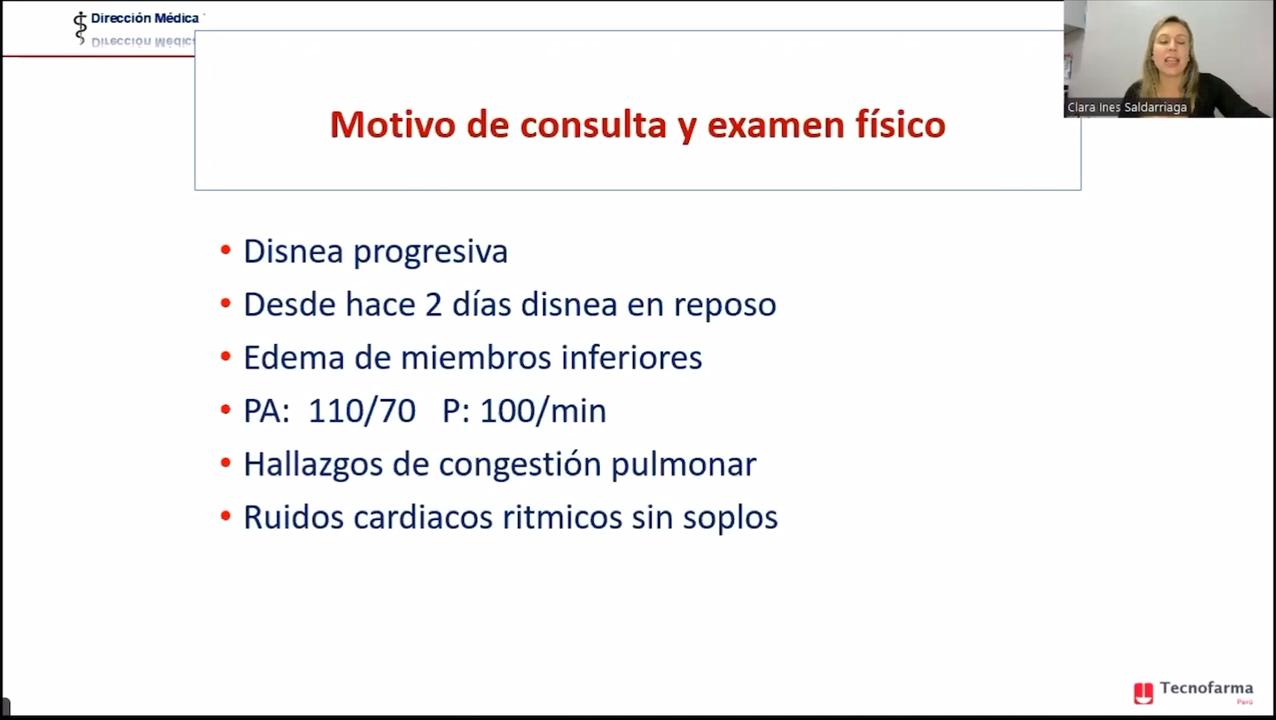 Dirección Médica
Clara Ines Saldarriaga
Motivo de consulta y examen físico
• Disnea progresiva
• Desde hace 2 días disnea en reposo
• Edema de miembros inferiores
• PA: 110/70 P: 100/min
• Hallazgos de congestión pulmonar
• Ruidos cardiacos ritmicos sin soplos
Tecnofarma
Perú